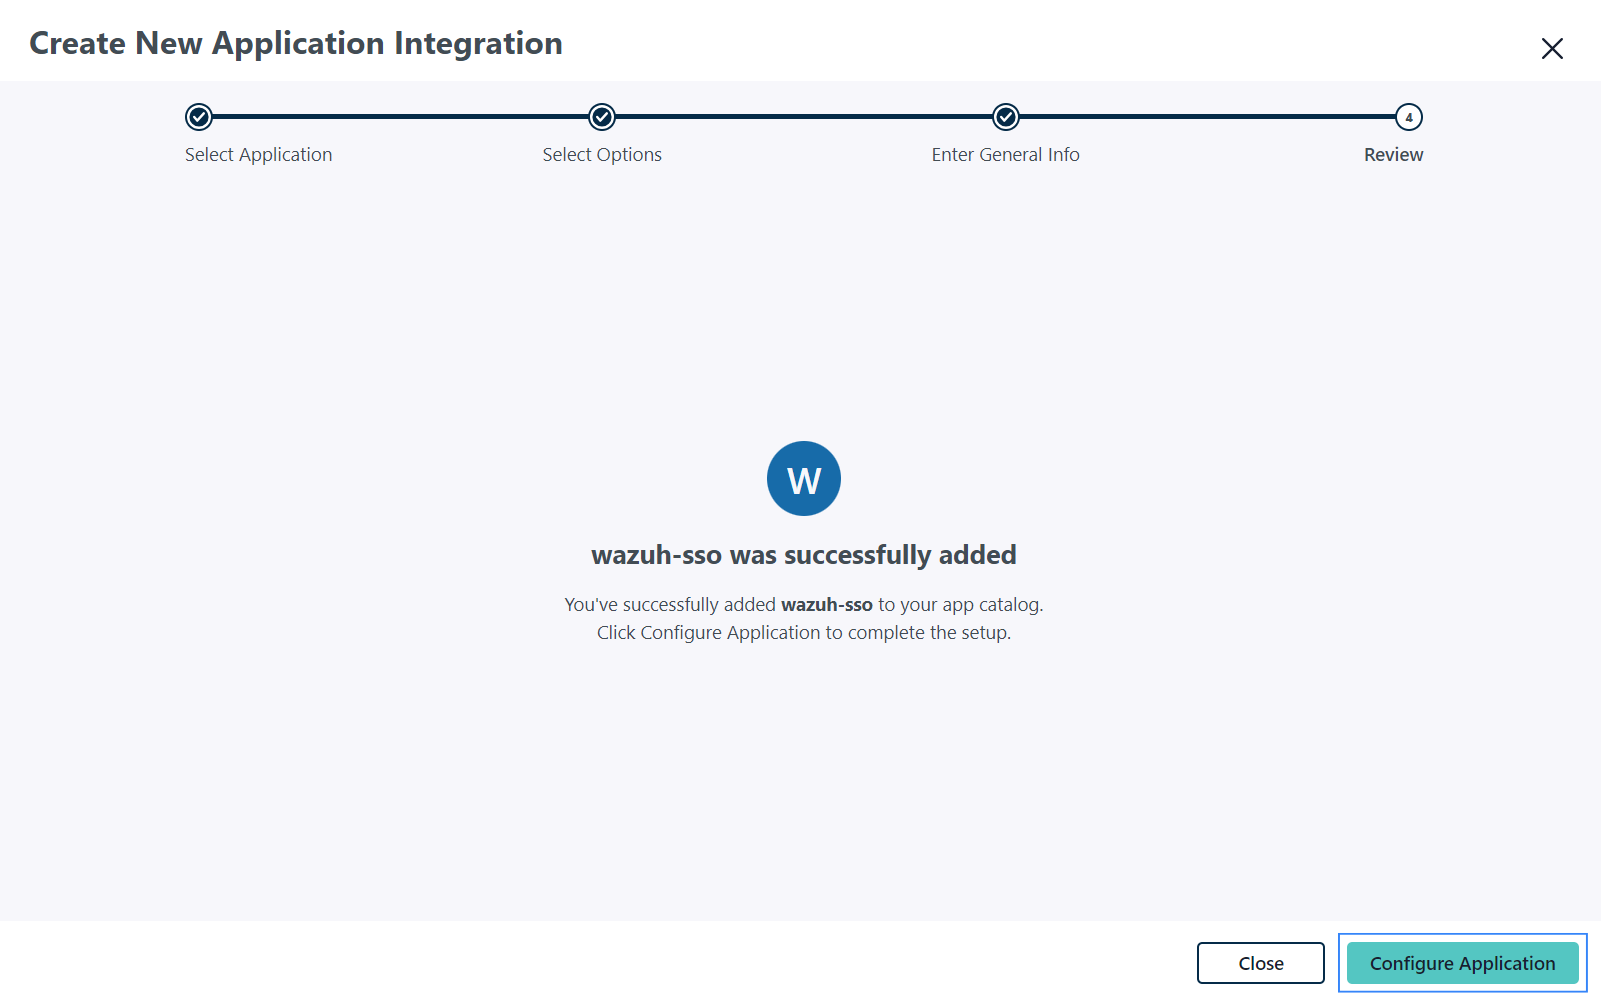 Create New Application Integration
4
Select Application
Select Options
Enter General Info
Review
W
wazuh-sso was successfully added
You've successfully added wazuh-sso to your app catalog.
Click Configure Application to complete the setup.
Close
Configure Application